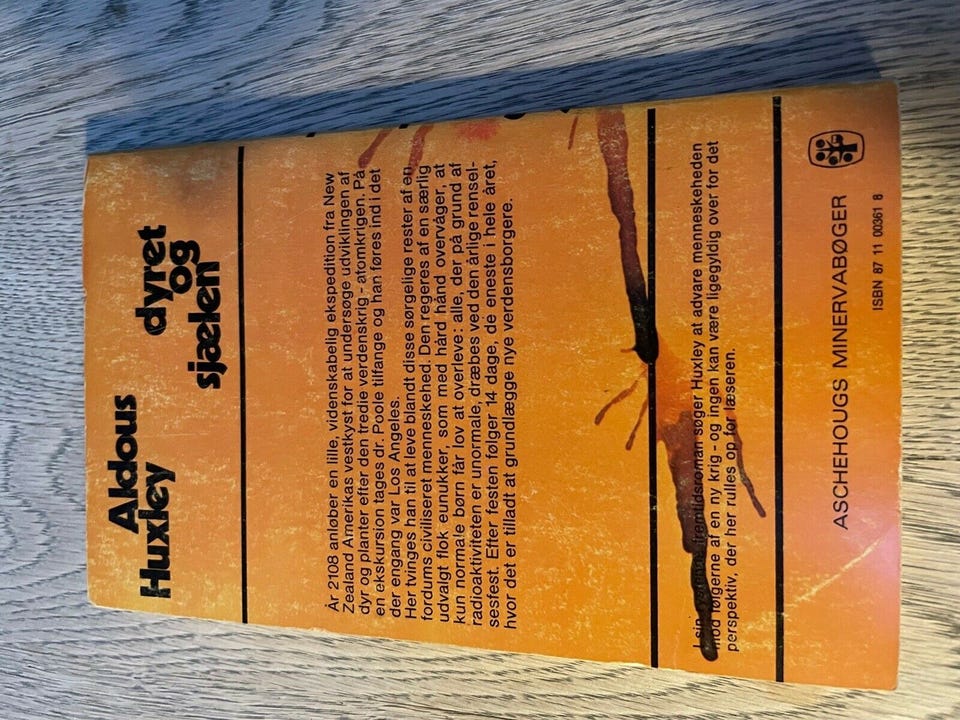 Aldous
Huxley
dyret
og
sjælen
År 2108 anløber en lille, videnskabelig ekspedition fra New
Zealand Amerikas vestkyst for at undersøge udviklingen af
dyr og planter efter den tredie verdenskrig - atomkrigen. På
en ekskursion tages dr. Poole tilfange og han føres ind i det
der engang var Los Angeles.
Her tvinges han til at leve blandt disse sørgelige rester af en
fordums civiliseret menneskehed. Den regeres af en særlig
udvalgt flok eunukker, som med hård hånd overvåger, at
kun normale børn får lov at overleve: alle, der på grund af
radioaktiviteten er unormale, dræbes ved den årlige rensel-
sesfest. Efter festen følger 14 dage, de eneste i hele året,
hvor det er tilladt at grundlægge nye verdensborgere.
I sin fremtidsroman søger Huxley at advare menneskeheden
mod følgerne af en ny krig - og ingen kan være ligegyldig over for det
perspektiv, der her rulles op for læseren.
ASCHEHOUGS MINERVABØGER
ISBN 87 11 00361 8